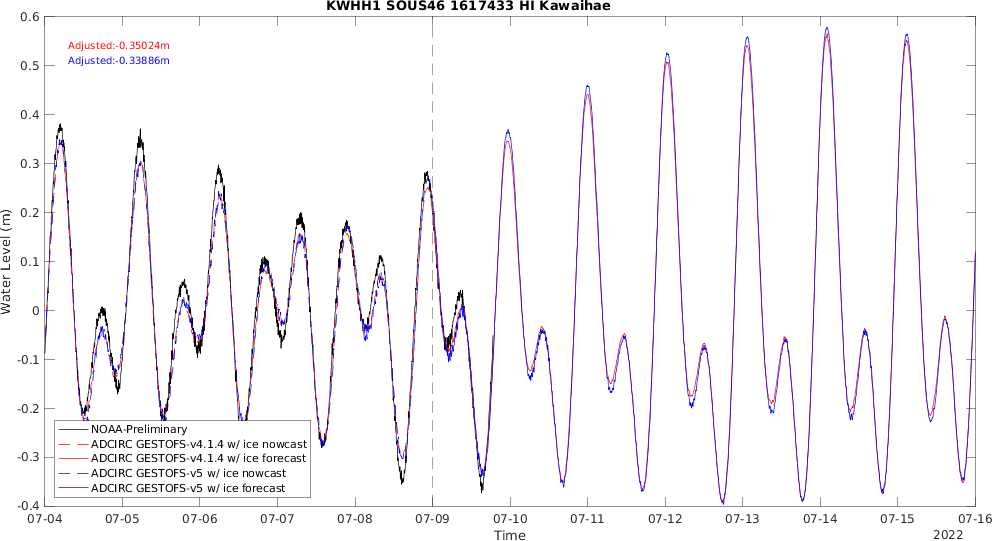 KWHH1 SOUS46 1617433 HI Kawaihae
Adjusted:-0.35024m
Adjusted:-0.33886m
Water Level (m)
0.6
0.5
0.4
0.3
0.2
0.1
0
-0.1
-0.2
-0.3
-0.4
NOAA-Preliminary
ADCIRC GESTOFS-v4.1.4 w/ ice nowcast
ADCIRC GESTOFS-v4.1.4 w/ ice forecast
ADCIRC GESTOFS-v5 w/ ice nowcast
ADCIRC GESTOFS-v5 w/ ice forecast
07-04 07-05 07-06 07-07 07-08 07-09 07-10 07-11 07-12 07-13 07-14 07-15 07-16
Time
2022